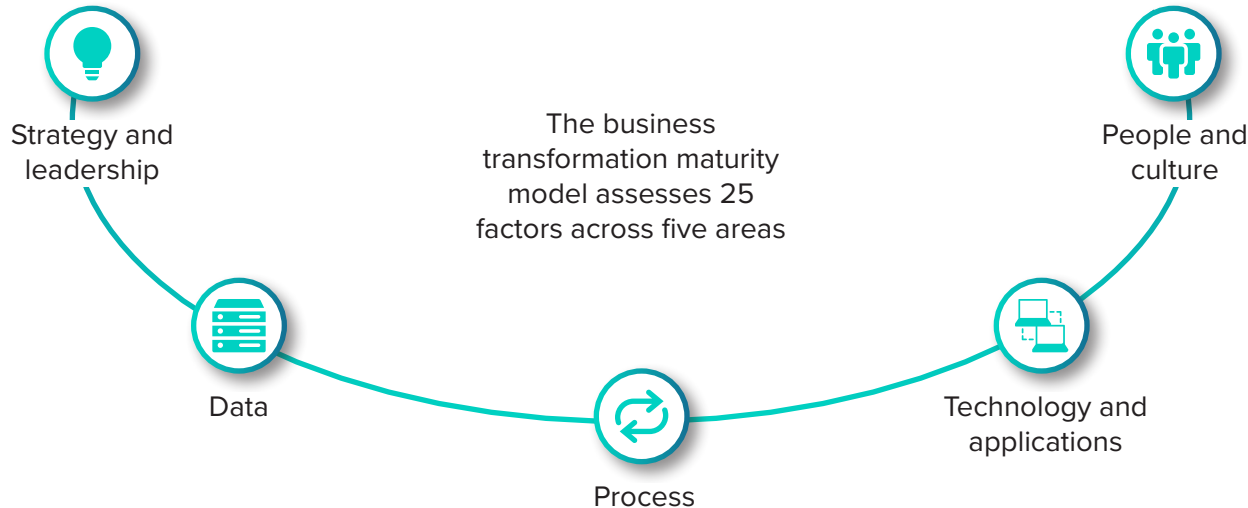 Strategy and
leadership
The business
transformation maturity
model assesses 25
factors across five areas
People and
culture
Data
Technology and
applications
Process